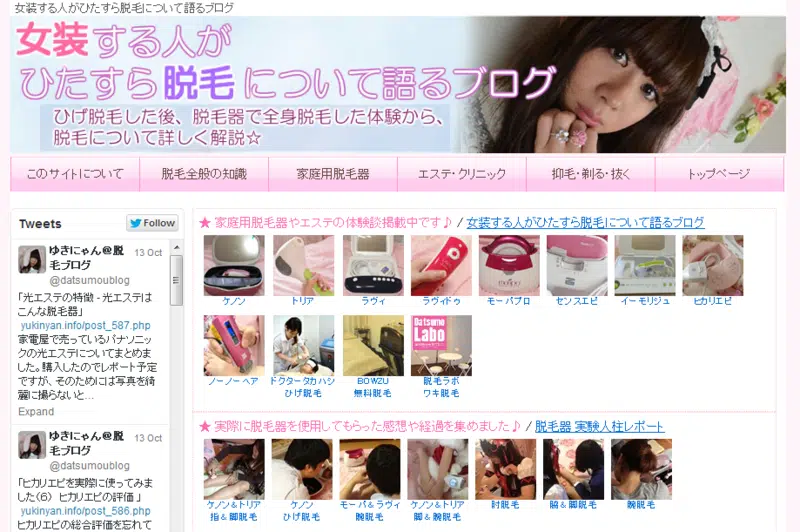 女装する人がひたすら脱毛について語るブログ
女装する人が
ひたすら脱毛について語るブログ
ひげ脱毛した後、脱毛器で全身脱毛した体験から、
脱毛について詳しく解説☆
このサイトについて
脱毛全般の知識
家庭用脱毛器
エステ・クリニック
抑毛・剃る・抜く
トップページ
Tweets
Follow
ゆきにゃん@脱
毛ブログ
13 Oct
@datsumoublog
「光エステの特徴 - 光エステは
こんな脱毛器」
yukinyan.info/post_587.php
家電屋で売っているパナソニッ
クの光エステについてまとめま
した。購入したのでレポート予定
ですが、そのためには写真を綺
麗に撮らないと…
Expand
ゆきにゃん@脱
毛ブログ
13 Oct
@datsumoublog
「ヒカリエピを実際に使ってみま
した（6） ヒカリエピの評価 」
yukinyan.info/post_586.php
ヒカリエピの総合評価を忘れて
★ 家庭用脱毛器やエステの体験談掲載中です♪ / 女装する人がひたすら脱毛について語るブログ
ケノン
トリア
ラヴィ
ラヴィドゥ
モーパプロ
センスエピ
イーモリジュ
ヒカリエピ
ノーノーヘア
ドクタータカハシ
ひげ脱毛
BOWZU
無料脱毛
Datsumo
Labo
脱毛ラボ
ワキ脱毛
★ 実際に脱毛器を使用してもらった感想や経過を集めました♪ / 脱毛器 実験人柱レポート
ケノン＆トリア
指＆脚脱毛
ケノン
ひげ脱毛
モーパ＆ラヴィ
腕脱毛
ケノン＆トリア
脚＆腕脱毛
肘脱毛
脇＆脚脱毛
腕脱毛